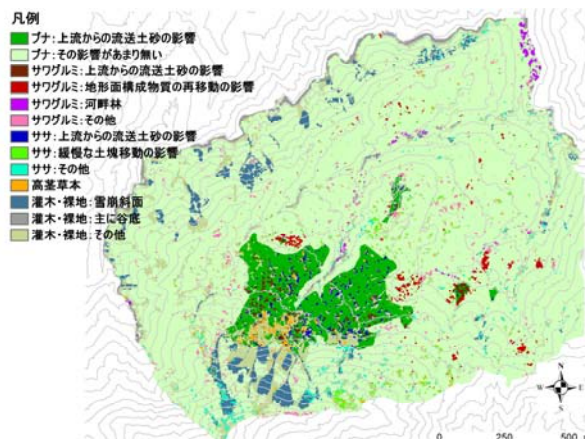 凡例
ブナ:上流からの流送土砂の影響
ブナ:その影響があまり無い
サワグルミ:上流からの流送土砂の影響
サワグルミ:地形面構成物質の再移動の影響
サワグルミ:河畔林
サワグルミ:その他
ササ:上流からの流送土砂の影響
ササ:緩慢な土塊移動の影響
ササ:その他
高茎草本
灌木・裸地:雪崩斜面
灌木・裸地:主に谷底
灌木・裸地:その他
N
W E
S
0 250 500